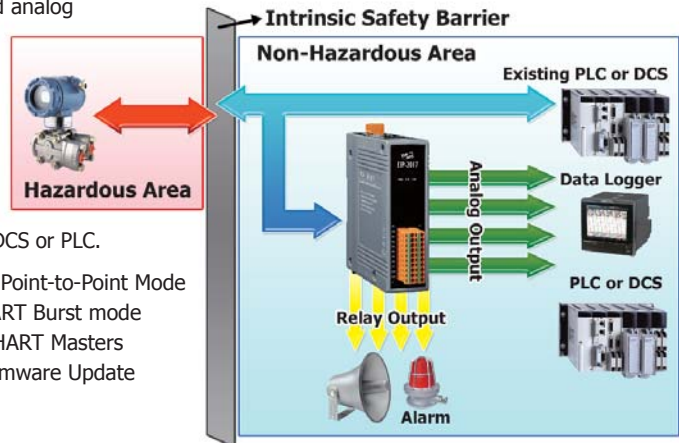 d analog
Intrinsic Safety Barrier
Non-Hazardous Area
Existing PLC or DCS
Hazardous Area
Analog Output
Data Logger
DCS or PLC.
Point-to-Point Mode
ART Burst mode
HART Masters
mware Update
PLC or DCS
Relay Output
Alarm